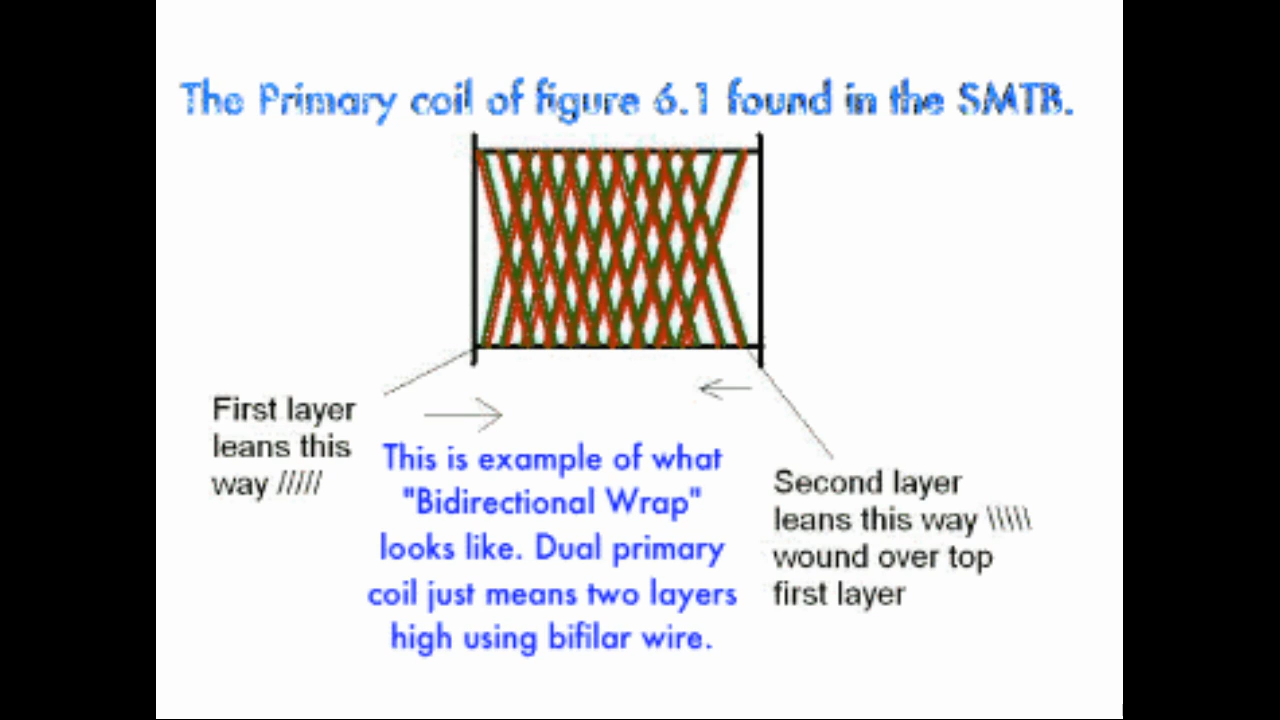 The Primary coil of figure 6.1 found in the SMTB.
First layer
leans this
way /////
This is example of what
"Bidirectional Wrap"
looks like. Dual primary
coil just means two layers
high using bifilar wire.
Second layer
leans this way \\\\\
wound over top
first layer